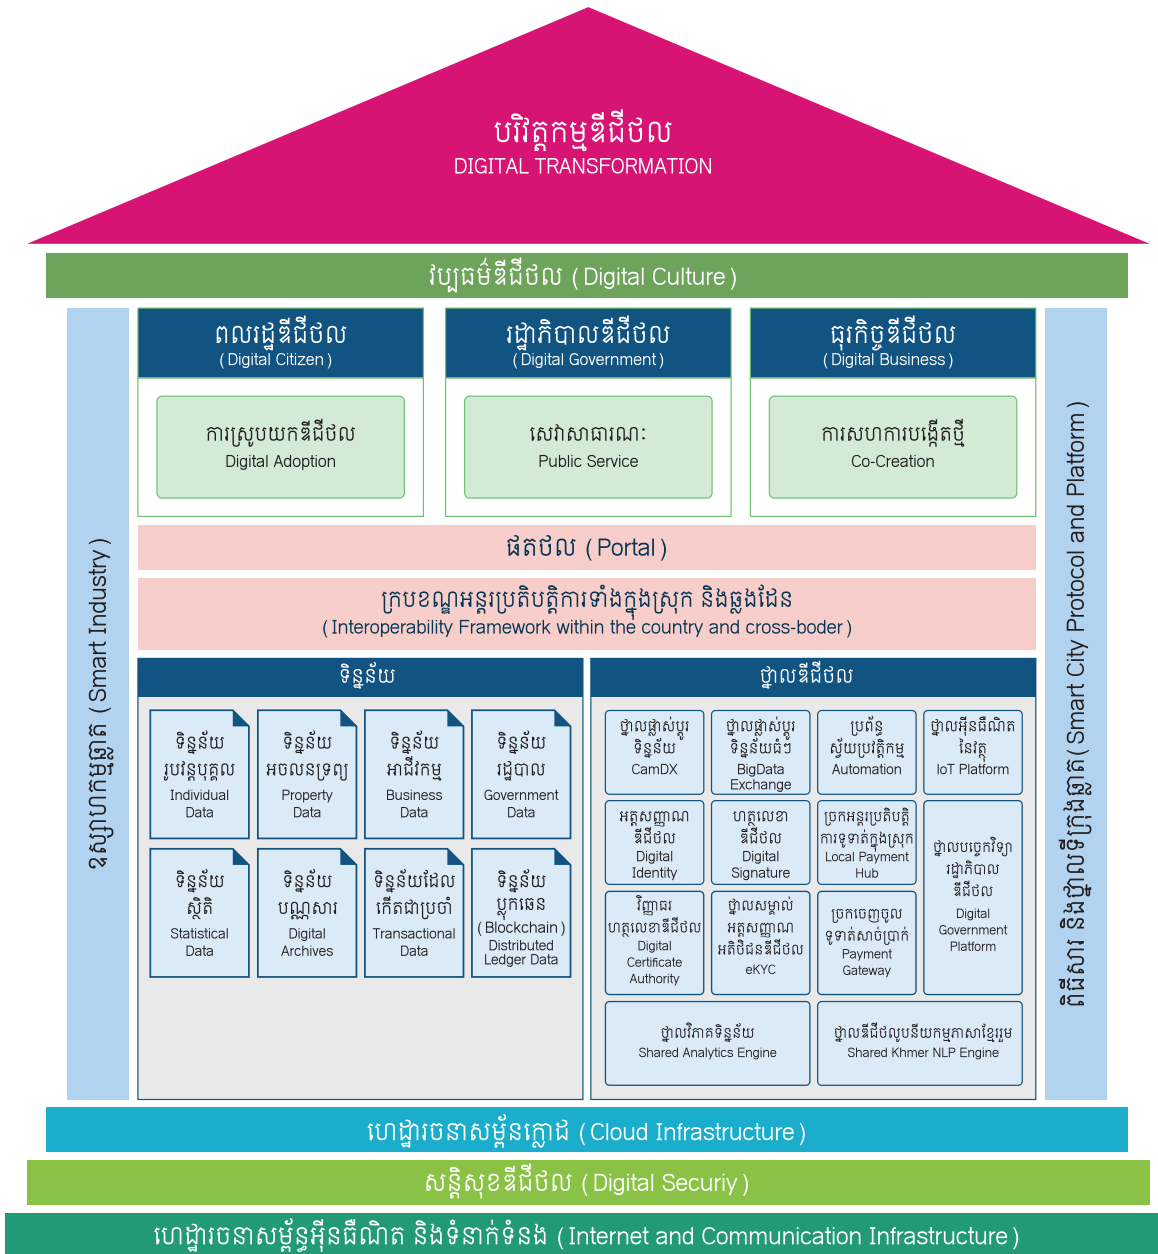 បរិវត្តកម្មឌីជីថល
DIGITAL TRANSFORMATION
វប្បធម៌ឌីជីថល (Digital Culture)
ឧស្សាហកម្មឆ្លាត (Smart Industry)
ពលរដ្ឋឌីជីថល
(Digital Citizen)
ការស្រូបយកឌីជីថល
Digital Adoption
រដ្ឋាភិបាលឌីជីថល
(Digital Government)
សេវាសាធារណៈ
Public Service
ធុរកិច្ចឌីជីថល
(Digital Business)
ការសហការបង្កើតថ្មី
Co-Creation
ពិធីសារ និងថ្នាលទីក្រុងឆ្លាត(Smart City Protocol and Platform)
ផតថល (Portal)
ក្របខណ្ឌអន្តរប្រតិបត្តិការទាំងក្នុងស្រុក និងឆ្លងដែន
(Interoperability Framework within the country and cross-boder)
ទិន្នន័យ
ទិន្នន័យ
រូបវន្តបុគ្គល
Individual
Data
ទិន្នន័យ
អចលនទ្រព្យ
Property
Data
ទិន្នន័យ
អាជីវកម្ម
Business
Data
ទិន្នន័យ
រដ្ឋបាល
Government
Data
ទិន្នន័យ
ស្ថិតិ
Statistical
Data
ទិន្នន័យ
បណ្ណសារ
Digital
Archives
ទិន្នន័យដែល
កើតជាប្រចាំ
Transactional
Data
ទិន្នន័យ
ប្លុកឆេន
(Blockchain)
Distributed
Ledger Data
ថ្នាលឌីជីថល
ថ្នាលផ្លាស់ប្តូរ
ទិន្នន័យ
CamDX
ថ្នាលផ្លាស់ប្តូរ
ទិន្នន័យធំៗ
BigData
Exchange
ប្រព័ន្ធ
ស្វ័យប្រវត្តិកម្ម
Automation
ថ្នាលអ៊ីនធឺណិត
នៃវត្ថុ
IoT Platform
អត្តសញ្ញាណ
ឌីជីថល
Digital
Identity
ហត្ថលេខា
ឌីជីថល
Digital
Signature
ច្រកអន្តរប្រតិបត្តិ
ការទូទាត់ក្នុងស្រុក
Local Payment
Hub
ថ្នាលបច្ចេកវិទ្យា
រដ្ឋាភិបាល
ឌីជីថល
Digital
Government
Platform
វិញ្ញាធរ
ហត្ថលេខាឌីជីថល
Digital
Certificate
Authority
ថ្នាលសម្គាល់
អត្តសញ្ញាណ
អតិថិជនឌីជីថល
eKYC
ច្រកចេញចូល
ទូទាត់សាច់ប្រាក់
Payment
Gateway
ថ្នាលវិភាគទិន្នន័យ
Shared Analytics Engine
ថ្នាលឌីជីថលូបនីយកម្មភាសាខ្មែររួម
Shared Khmer NLP Engine
ហេដ្ឋារចនាសម្ព័នក្លោដ (Cloud Infrastructure)
សន្តិសុខឌីជីថល (Digital Securiy)
ហេដ្ឋារចនាសម្ព័ន្ធអ៊ីនធឺណិត និងទំនាក់ទំនង (Internet and Communication Infrastructure)